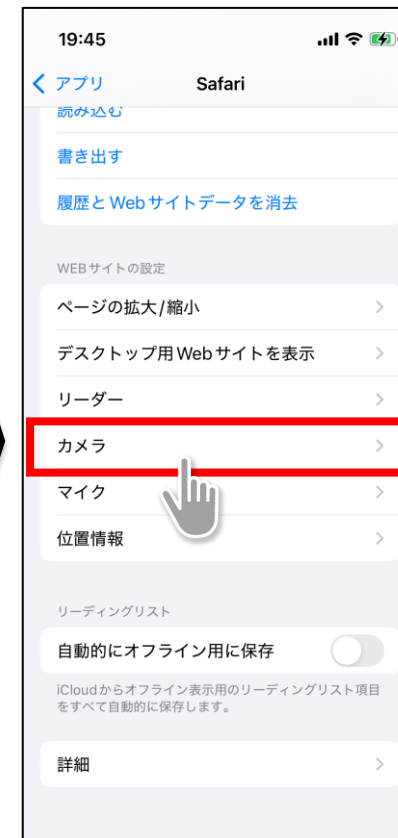 19:45
アプリ
Safari
読み込む
書き出す
履歴とWebサイトデータを消去
WEBサイトの設定
ページの拡大/縮小
デスクトップ用Webサイトを表示
リーダー
カメラ
マイク
位置情報
リーディングリスト
自動的にオフライン用に保存
iCloudからオフライン表示用のリーディングリスト項目
をすべて自動的に保存します。
詳細